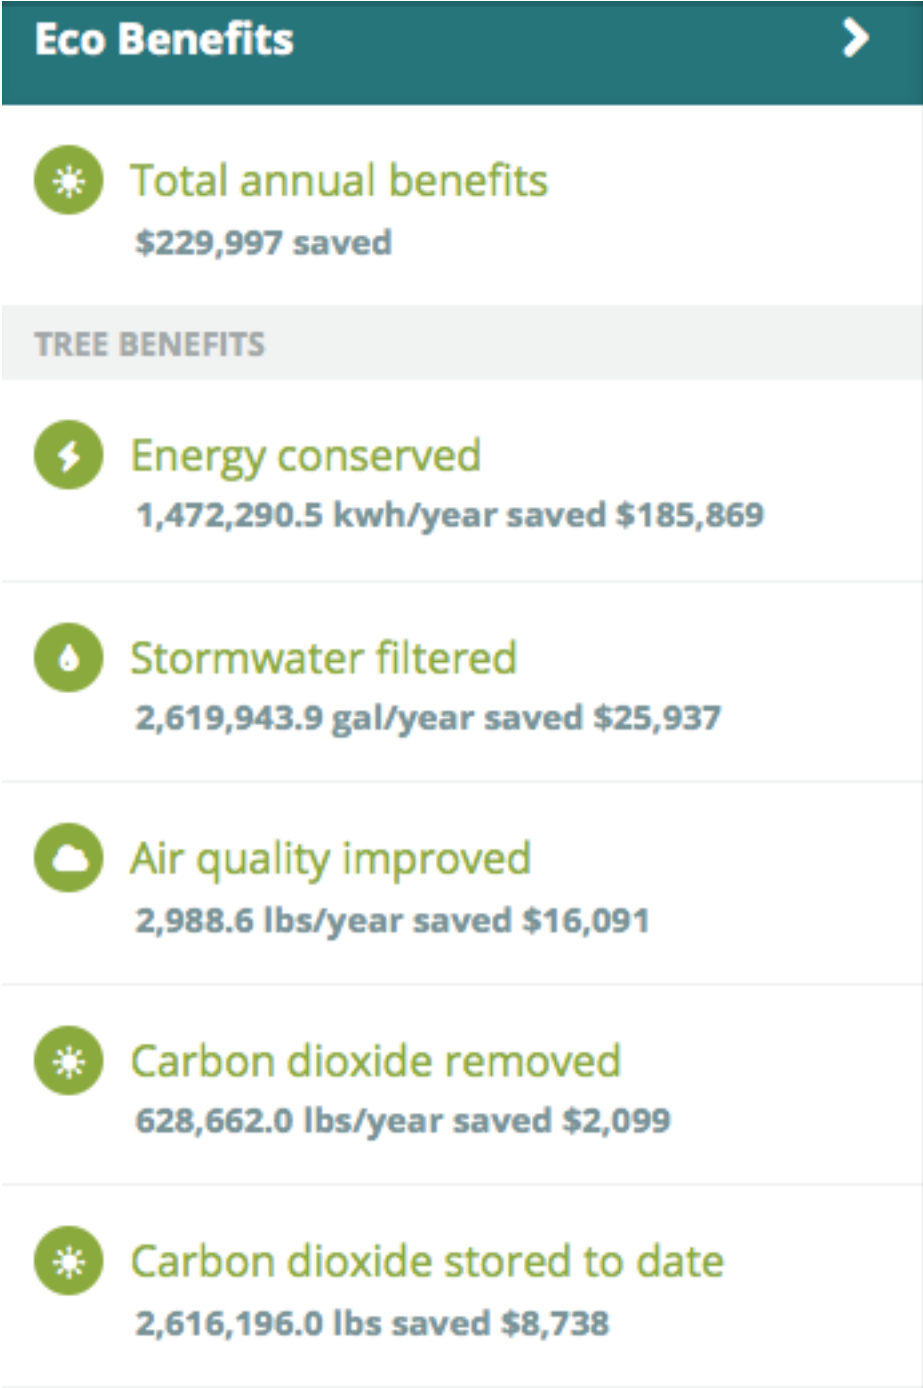 Eco Benefits
Total annual benefits
$229,997 saved
TREE BENEFITS
Energy conserved
1,472,290.5 kwh/year saved $185,869
Stormwater filtered
2,619,943.9 gal/year saved $25,937
Air quality improved
2,988.6 lbs/year saved $16,091
Carbon dioxide removed
628,662.0 lbs/year saved $2,099
Carbon dioxide stored to date
2,616,196.0 lbs saved $8,738